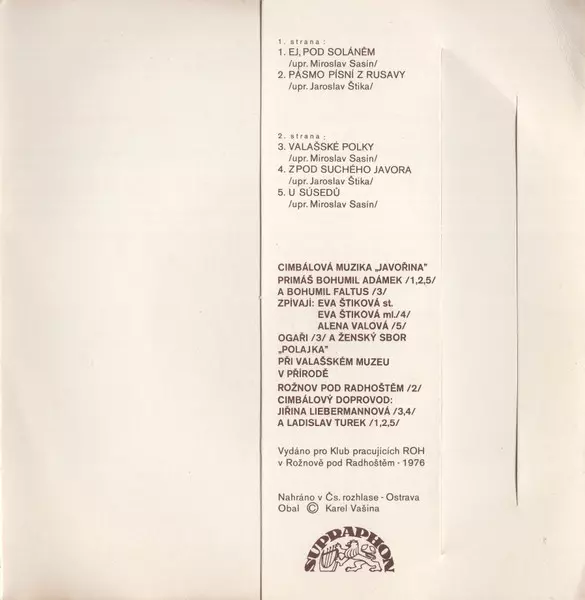 1. strana:
1. EJ, POD SOLÁNĚM
/upr. Miroslav Sasín/
2. PÁSMO PÍSNÍ Z RUSAVY
/upr. Jaroslav Štika/
2. strana:
3. VALAŠSKÉ POLKY
/upr. Miroslav Sasín/
4. ZPOD SUCHÉHO JAVORA
/upr. Jaroslav Štika/
5. U SÚSEDŮ
/upr. Miroslav Sasín/
CIMBÁLOVÁ MUZIKA „JAVOŘINA"
PRIMÁŠ BOHUMIL ADÁMEK /1,2,5/
A BOHUMIL FALTUS /3/
ZPÍVAJÍ: EVA ŠTIKOVÁ st.
EVA ŠTIKOVÁ ml./4/
ALENA VALOVÁ /5/
OGAŘI /3/ A ŽENSKÝ SBOR
„POLAJKA"
PŘI VALAŠSKÉM MUZEU
V PŘÍRODĚ
ROŽNOV POD RADHOŠTĚM /2/
CIMBÁLOVÝ DOPROVOD:
JIŘINA LIEBERMANNOVÁ /3,4/
A LADISLAV TUREK /1,2,5/
Vydáno pro Klub pracujících ROH
v Rožnově pod Radhoštěm - 1976
Nahráno v Čs. rozhlase - Ostrava
Obal © Karel Vašina
SUPRAPHON